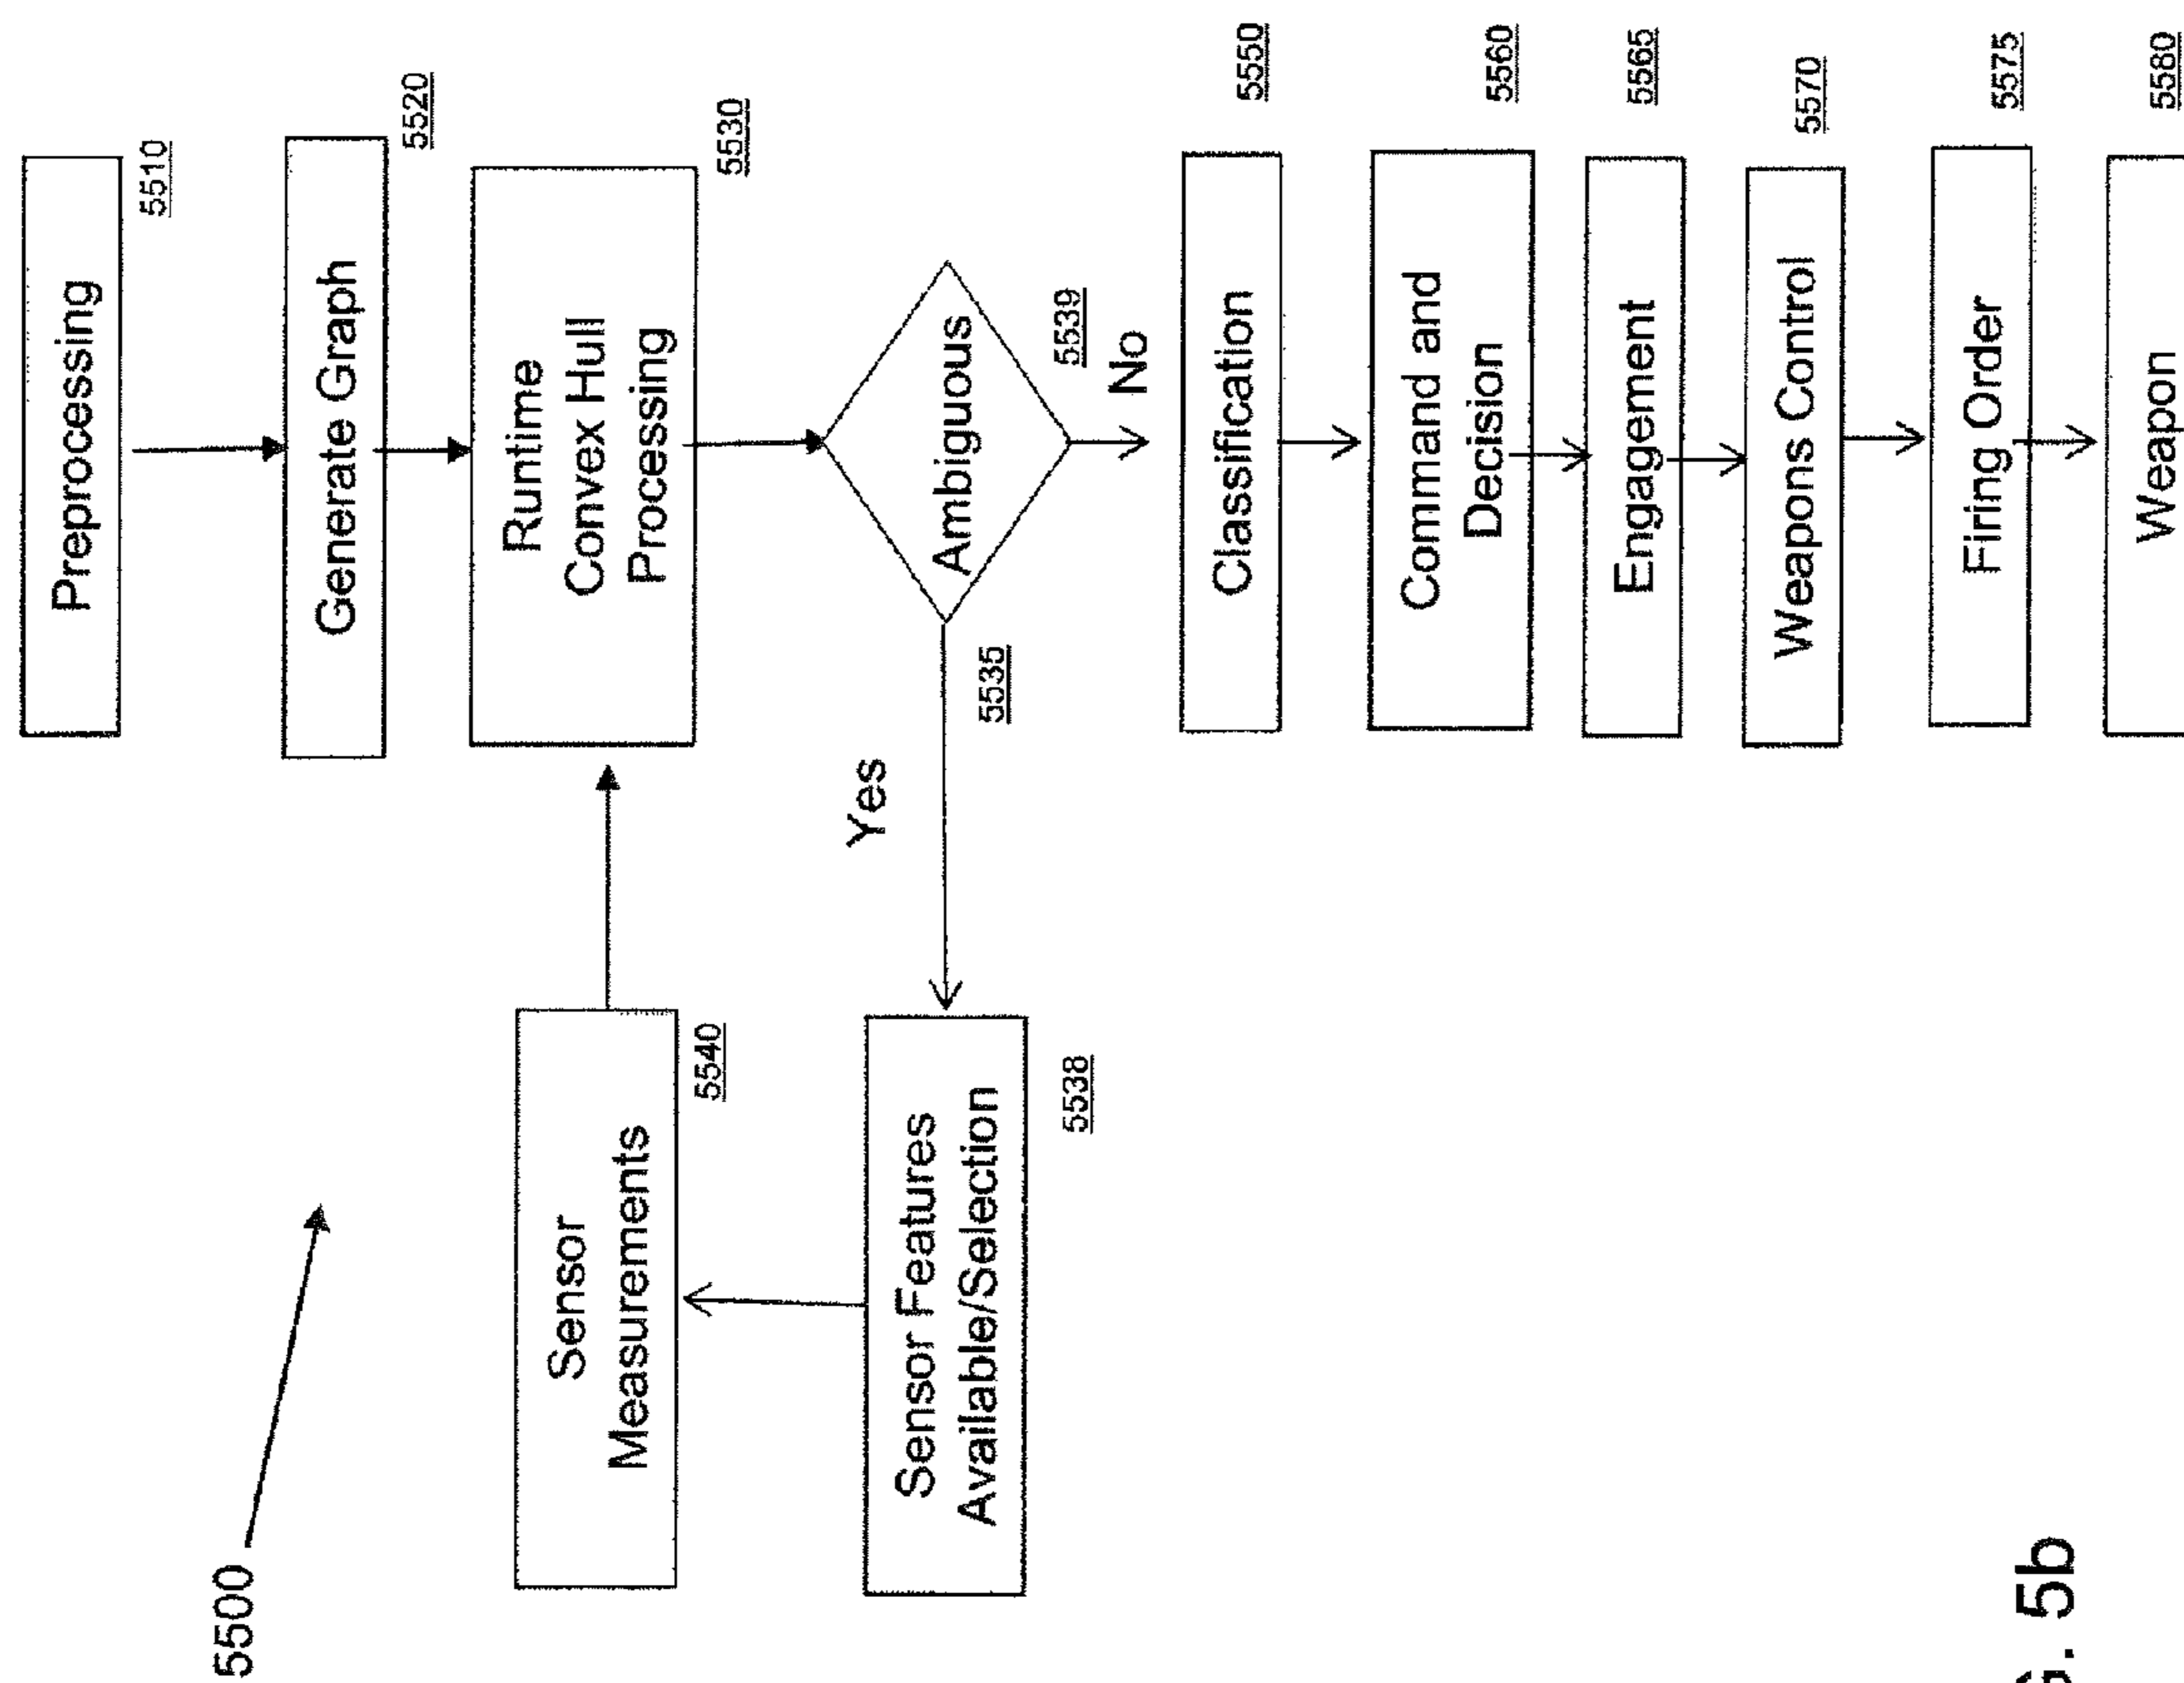 5500
Preprocessing
5510
Generate Graph
5520
Runtime
Convex Hull
Processing
5530
Sensor
Measurements
5540
Yes
Ambiguous
5535
5539
No
Sensor Features
Available/Selection
5538
Classification
5550
Command and
Decision
5560
Engagement
5565
Weapons Control
5570
Firing Order
5575
Weapon
5580
5b